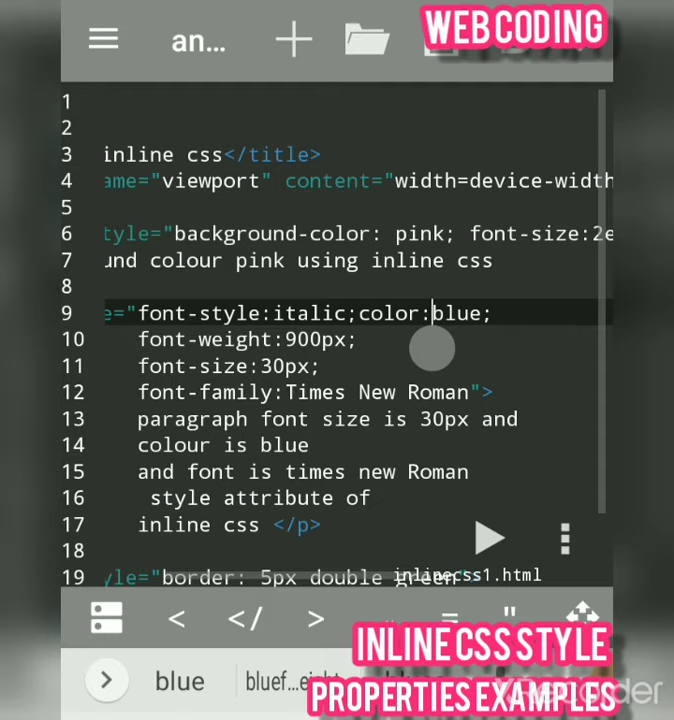 WEB CODING
an...
1
2
3 inline css</title>
4 ame="viewport" content="width=device-width
5
6 tyle="background-color: pink; font-size:2e
7 und colour pink using inline css
8
9 e="font-style:italic;color:blue;
10 font-weight:900px;
11 font-size:30px;
12 font-family:Times New Roman">
13 paragraph font size is 30px and
14 colour is blue
15 and font is times new Roman
16 style attribute of
17 inline css </p>
18
19 yle="border: 5px double green">
inlinecss1.html
< </ > = "
INLINE CSS STYLE
blue bluef...eight
PROPERTIES EXAMPLES
XRecorder